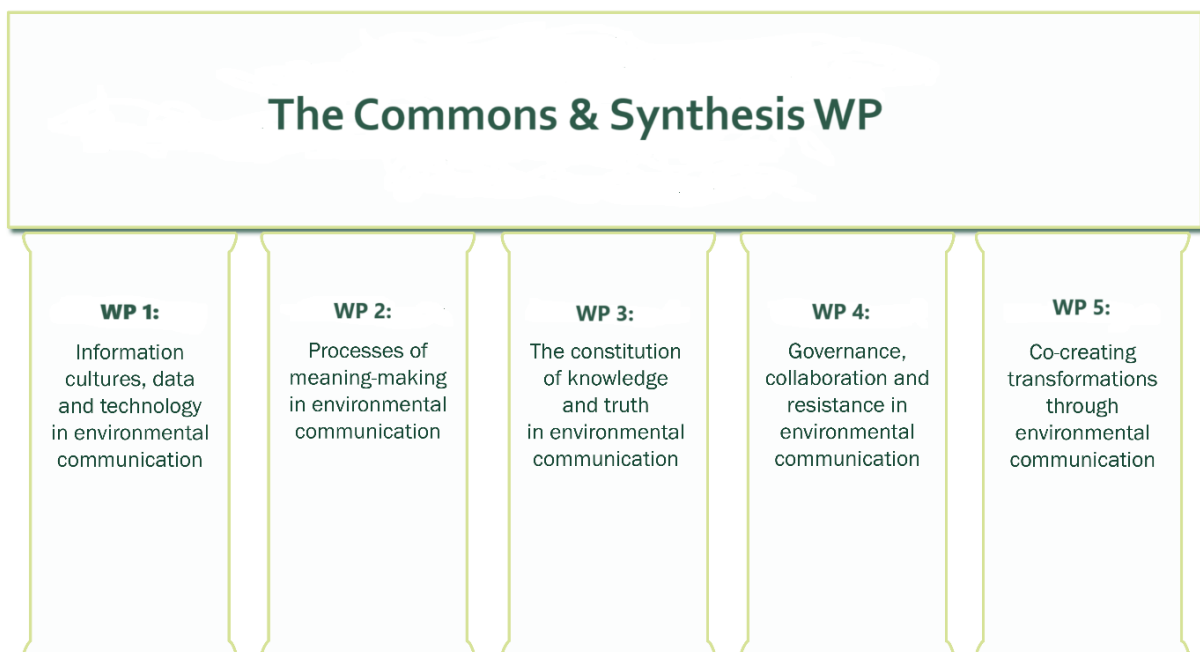 The Commons & Synthesis WP
WP 1:
Information
cultures, data
and technology
in environmental
communication
WP 2:
Processes of
meaning-making
in environmental
communication
WP 3:
The constitution
of knowledge
and truth
in environmental
communication
WP 4:
Governance,
collaboration and
resistance in
environmental
communication
WP 5:
Co-creating
transformations
through
environmental
communication